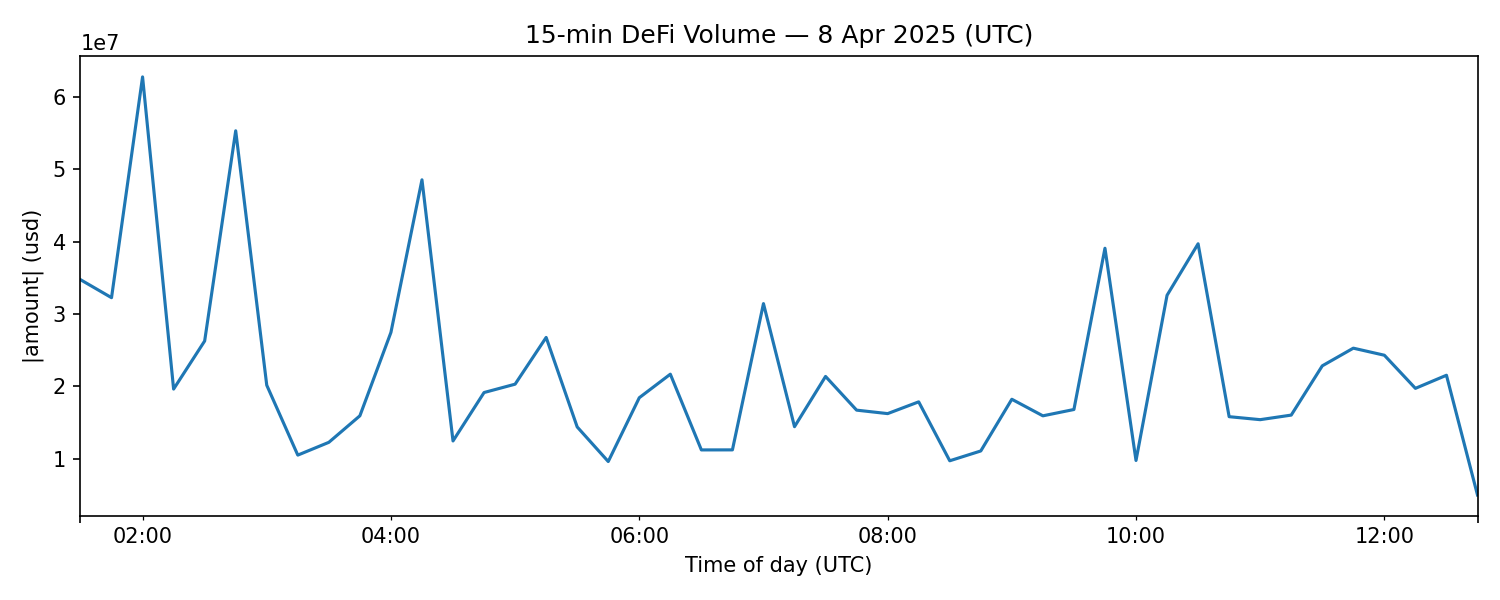 15-min DeFi Volume — 8 Apr 2025 (UTC)
1e7
6
5
4
3
2
1
|amount| (usd)
02:00 04:00 06:00 08:00 10:00 12:00
Time of day (UTC)